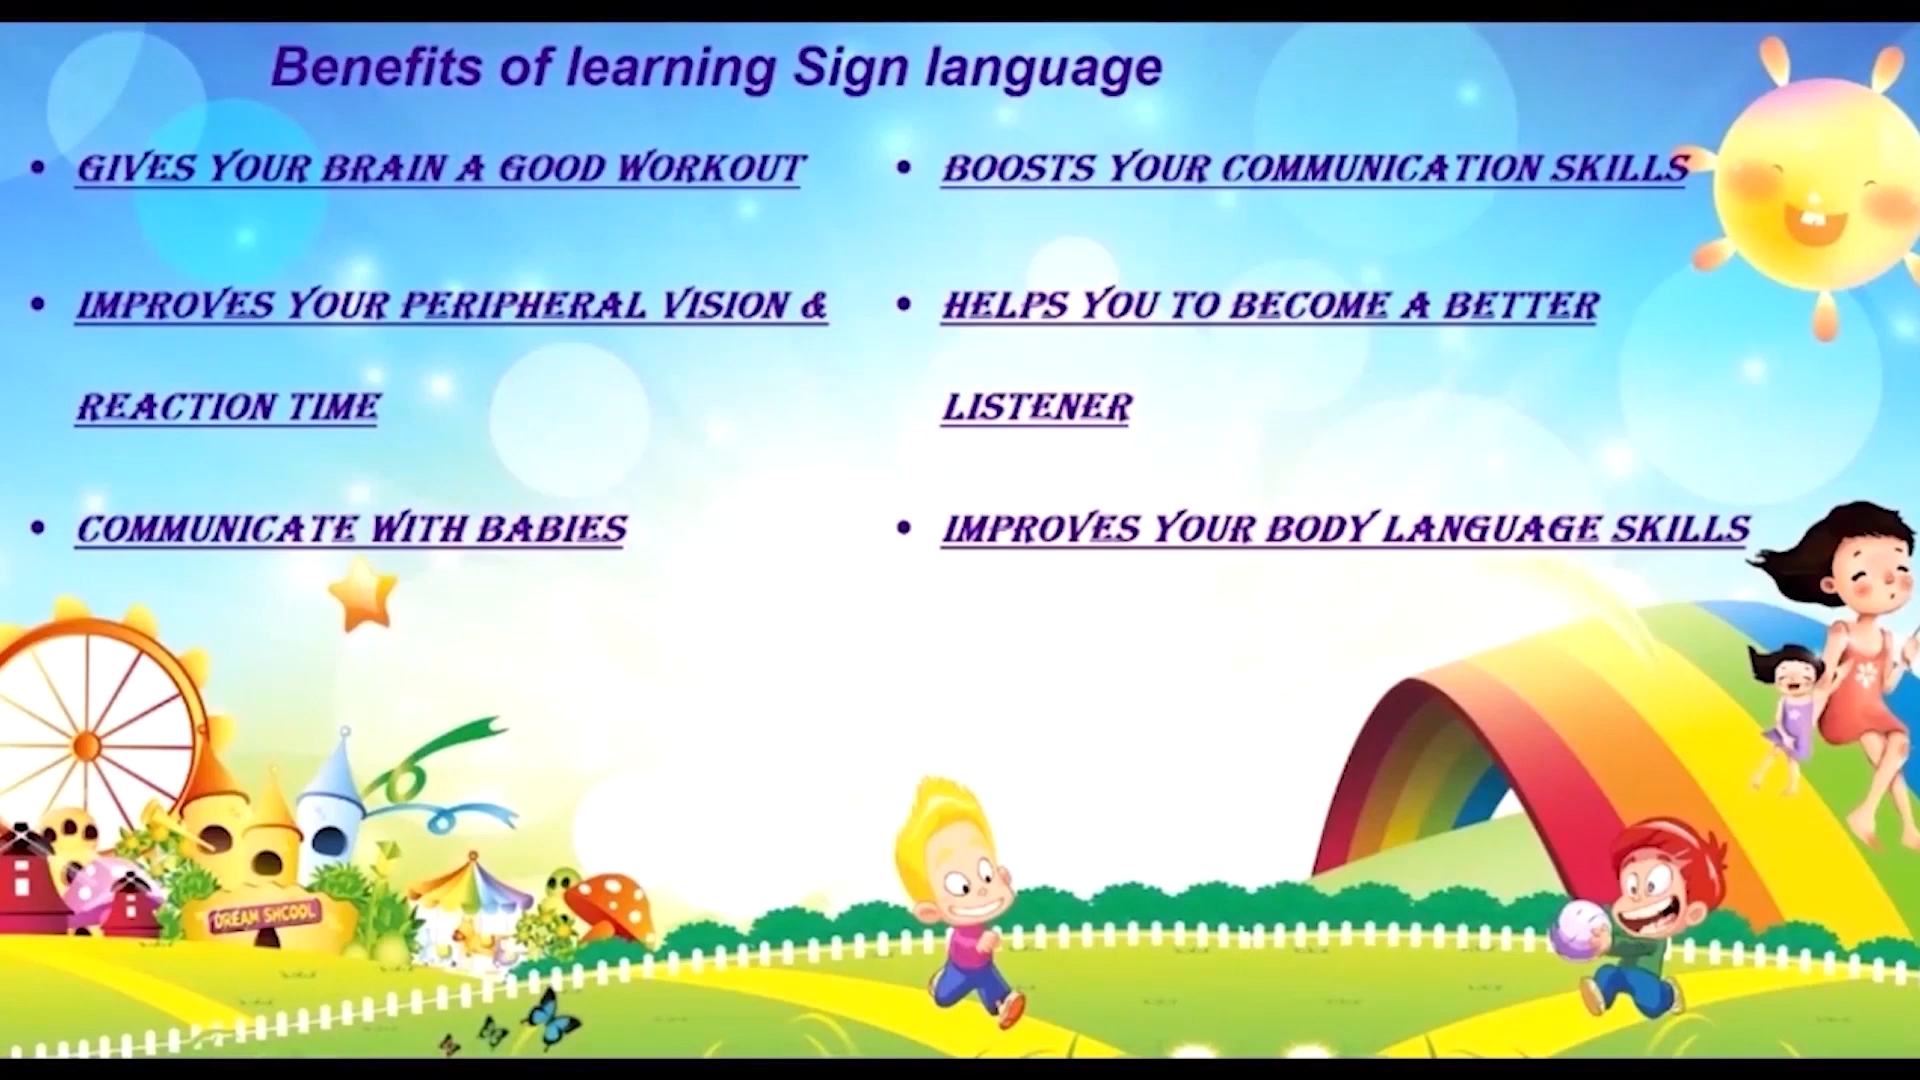 Benefits of learning Sign language
• GIVES YOUR BRAIN A GOOD WORKOUT
• IMPROVES YOUR PERIPHERAL VISION &
REACTION TIME
• COMMUNICATE WITH BABIES
• BOOSTS YOUR COMMUNICATION SKILLS
• HELPS YOU TO BECOME A BETTER
LISTENER
• IMPROVES YOUR BODY LANGUAGE SKILLS
DREAM SHCOOL